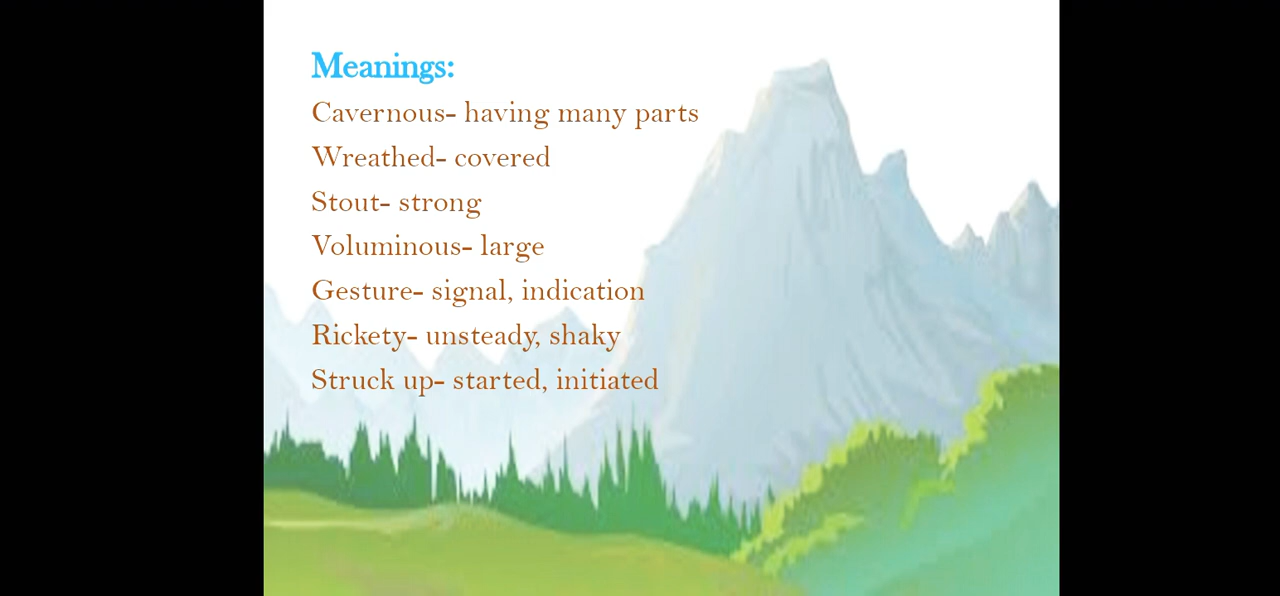 Meanings:
Cavernous- having many parts
Wreathed- covered
Stout- strong
Voluminous- large
Gesture- signal, indication
Rickety- unsteady, shaky
Struck up- started, initiated